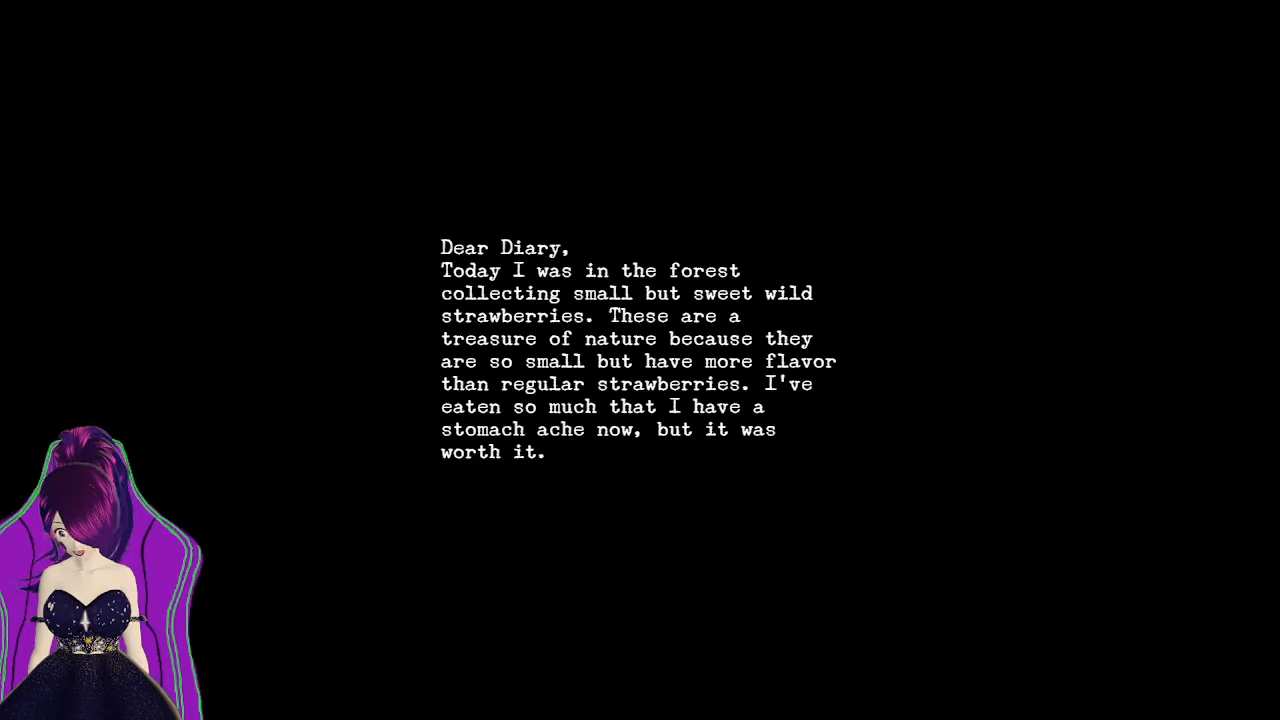 Dear Diary,
Today I was in the forest
collecting small but sweet wild
strawberries. These are a
treasure of nature because they
are so small but have more flavor
than regular strawberries. I've
eaten so much that I have a
stomach ache now, but it was
worth it.